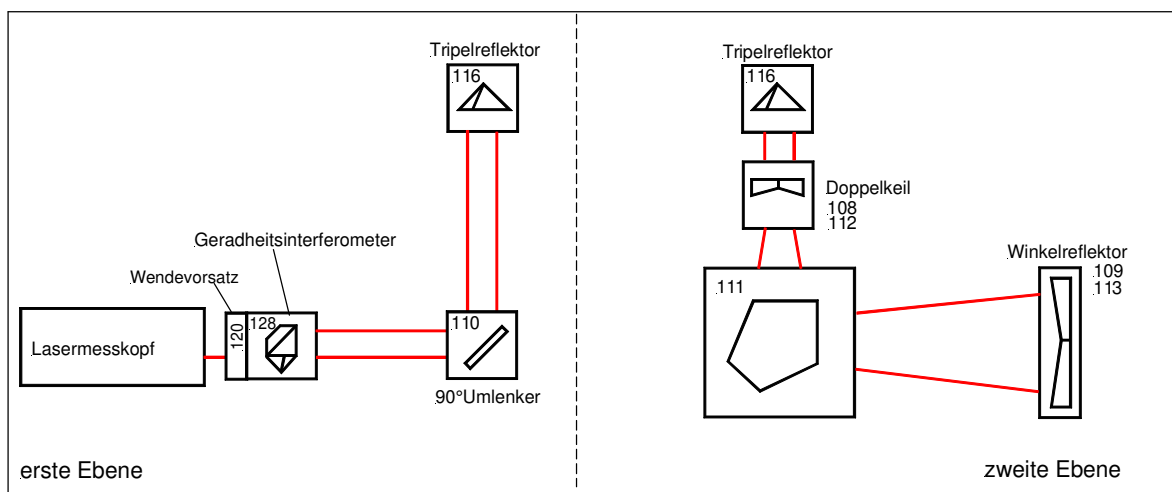 Tripelreflektor
116
Geradheitsinterferometer
Wendevorsatz
Lasermesskopf
120
128
110
90°Umlenker
erste Ebene
Tripelreflektor
116
Doppelkeil
108
112
111
Winkelreflektor
109
113
zweite Ebene